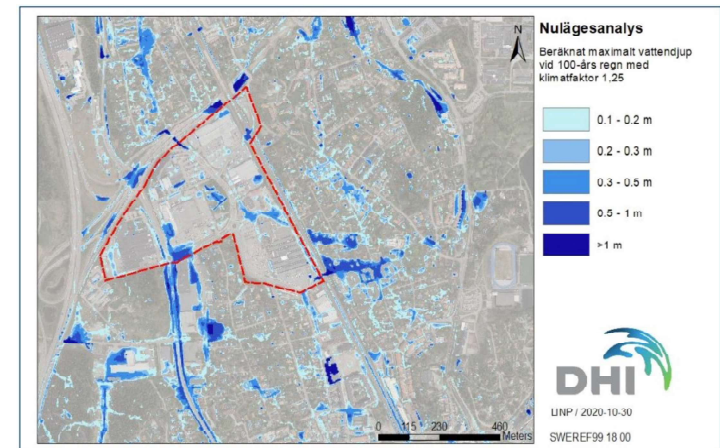 N
Nulägesanalys
Beräknat maximalt vattendjup
vid 100-års regn med
klimatfaktor 1,25
0.1 - 0.2 m
0.2 - 0.3 m
0.3 - 0.5 m
0.5 - 1 m
>1 m
DHI
LINP / 2020-10-30
SWEREF99 18 00
0 115 230 460
Meters